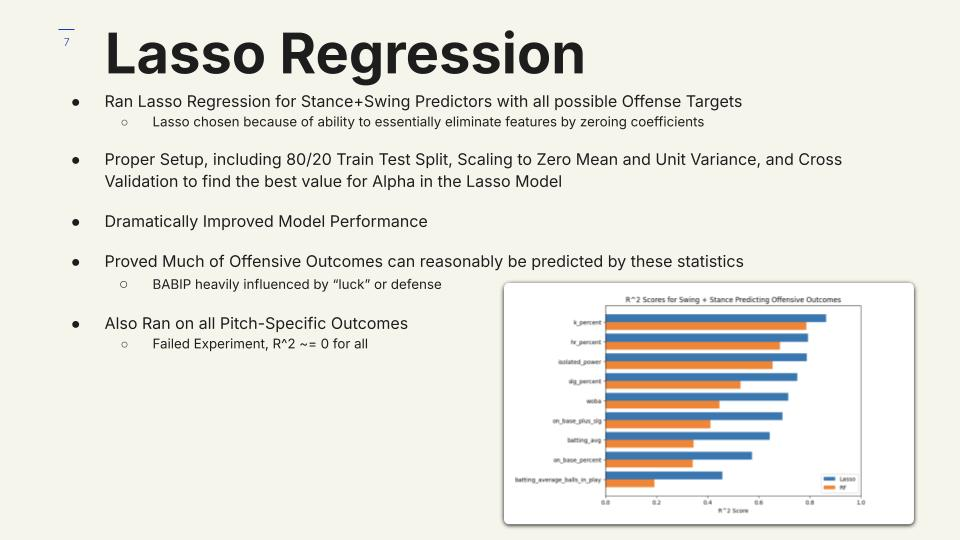 7
Lasso Regression
● Ran Lasso Regression for Stance+Swing Predictors with all possible Offense Targets
○ Lasso chosen because of ability to essentially eliminate features by zeroing coefficients
● Proper Setup, including 80/20 Train Test Split, Scaling to Zero Mean and Unit Variance, and Cross
Validation to find the best value for Alpha in the Lasso Model
● Dramatically Improved Model Performance
● Proved Much of Offensive Outcomes can reasonably be predicted by these statistics
○ BABIP heavily influenced by “luck” or defense
● Also Ran on all Pitch-Specific Outcomes
○ Failed Experiment, R^2 ~= 0 for all
R^2 Scores for Swing + Stance Predicting Offensive Outcomes
k_percent
hr_percent
isolated_power
slg_percent
woba
on_base_plus_slg
batting_avg
on_base_percent
batting_average_balls_in_play
Lasso
RF
0.0 0.2 0.4 0.6 0.8 1.0
R^2 Score